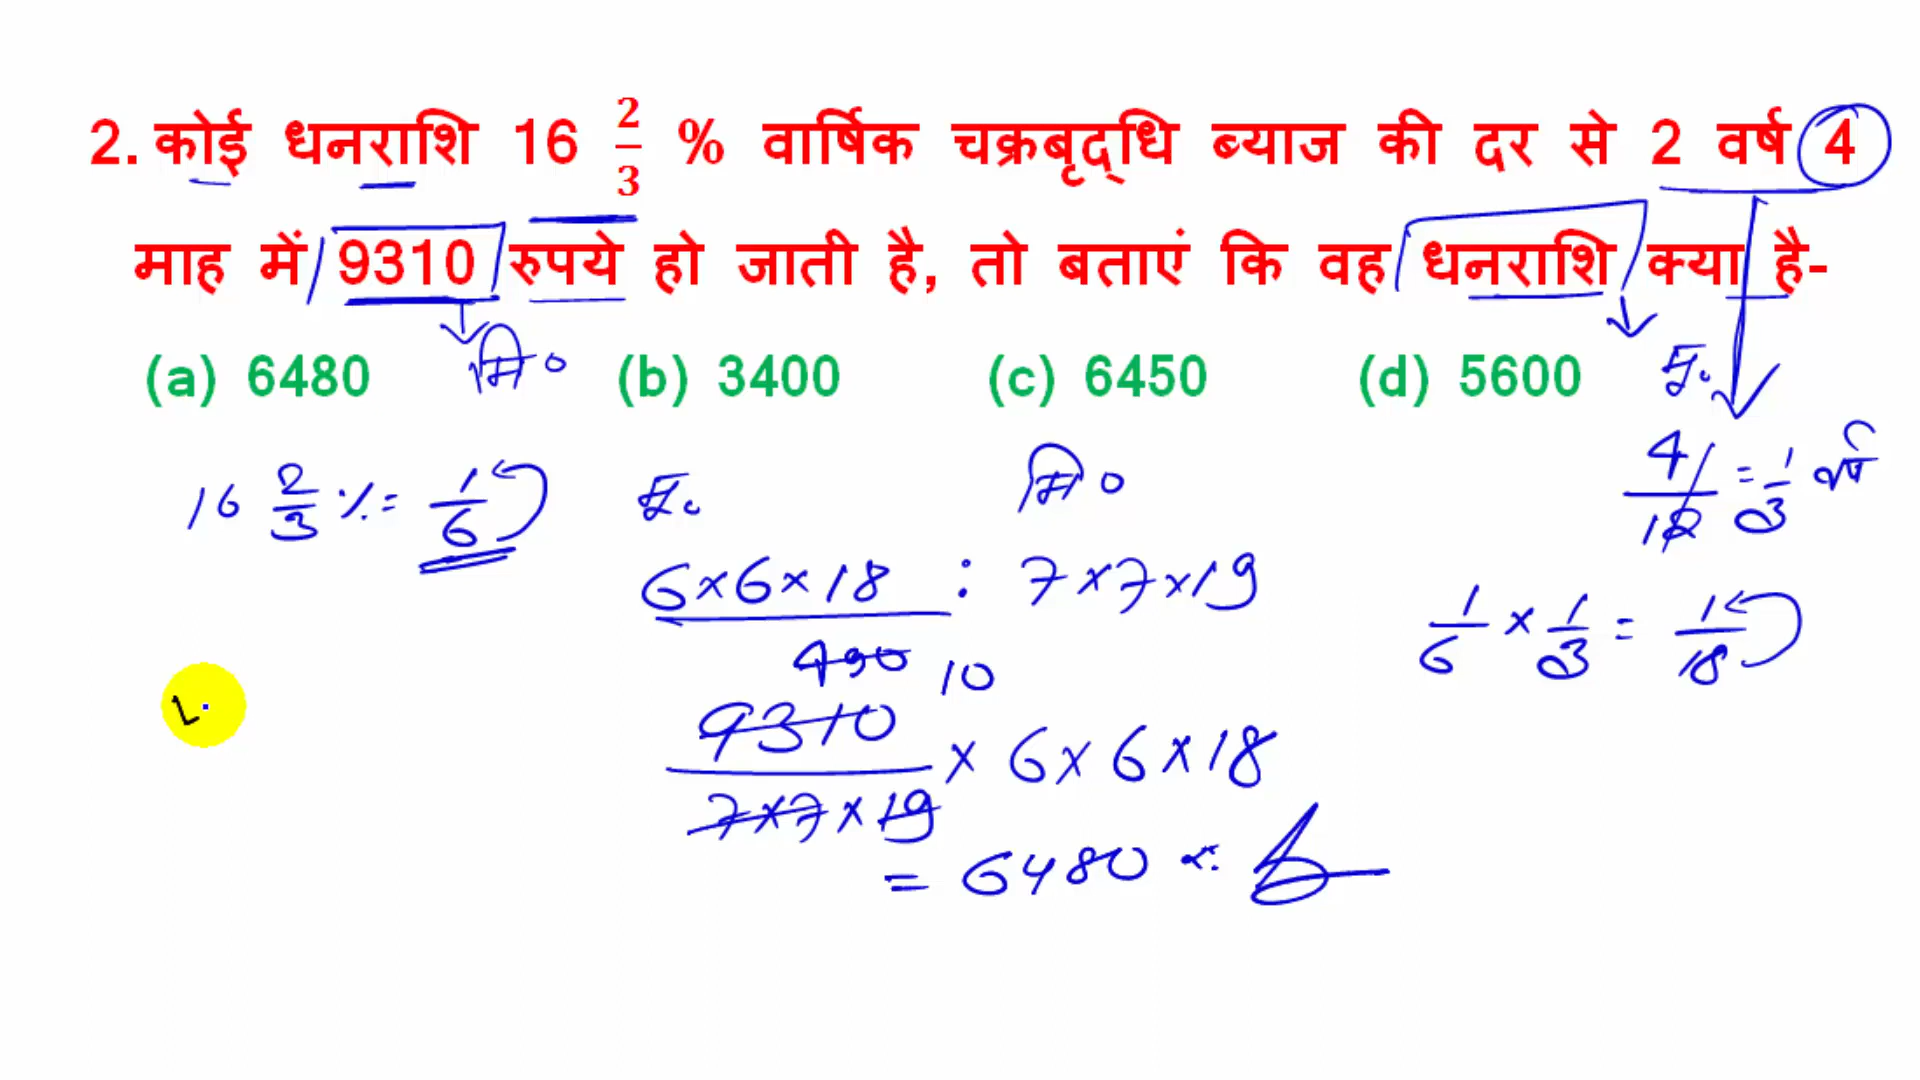 2. कोई धनराशि 16 2/3 % वार्षिक चक्रबृद्धि ब्याज की दर से 2 वर्ष 4
माह में 9310 रुपये हो जाती है, तो बताएं कि वह धनराशि क्या है-
मि०
मू.
(a) 6480 (b) 3400 (c) 6450 (d) 5600
16 2/3 % = 1/6
मू. मि०
4/12 = 1/3 वर्ष
6×6×18 : 7×7×19
1/6 × 1/3 = 1/18
490 10
9310/7×7×19 × 6×6×18
= 6480